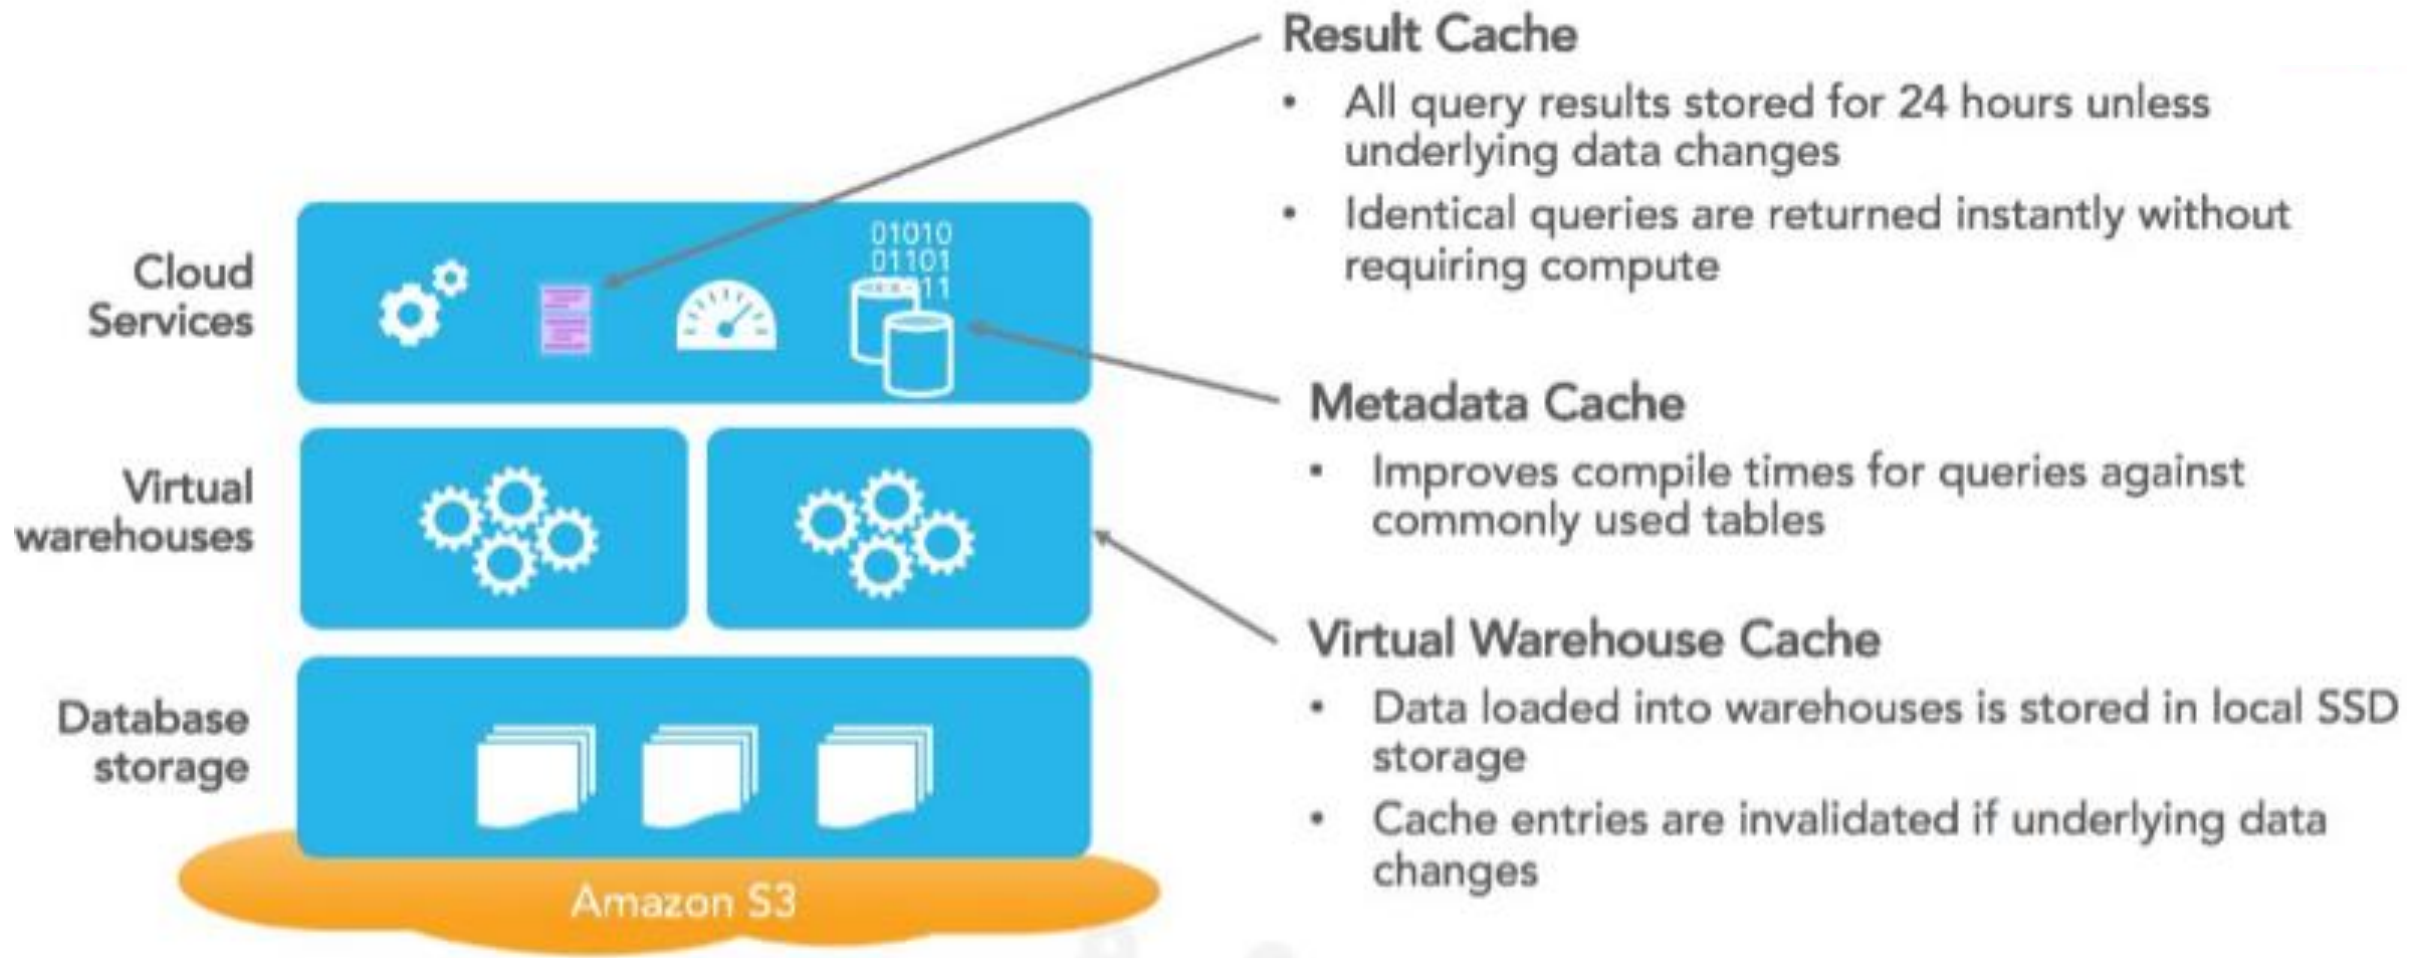 Result Cache
• All query results stored for 24 hours unless
underlying data changes
• Identical queries are returned instantly without
requiring compute
Cloud
Services
01010
01101
11
Metadata Cache
• Improves compile times for queries against
commonly used tables
Virtual
warehouses
Virtual Warehouse Cache
• Data loaded into warehouses is stored in local SSD
storage
• Cache entries are invalidated if underlying data
changes
Database
storage
Amazon S3